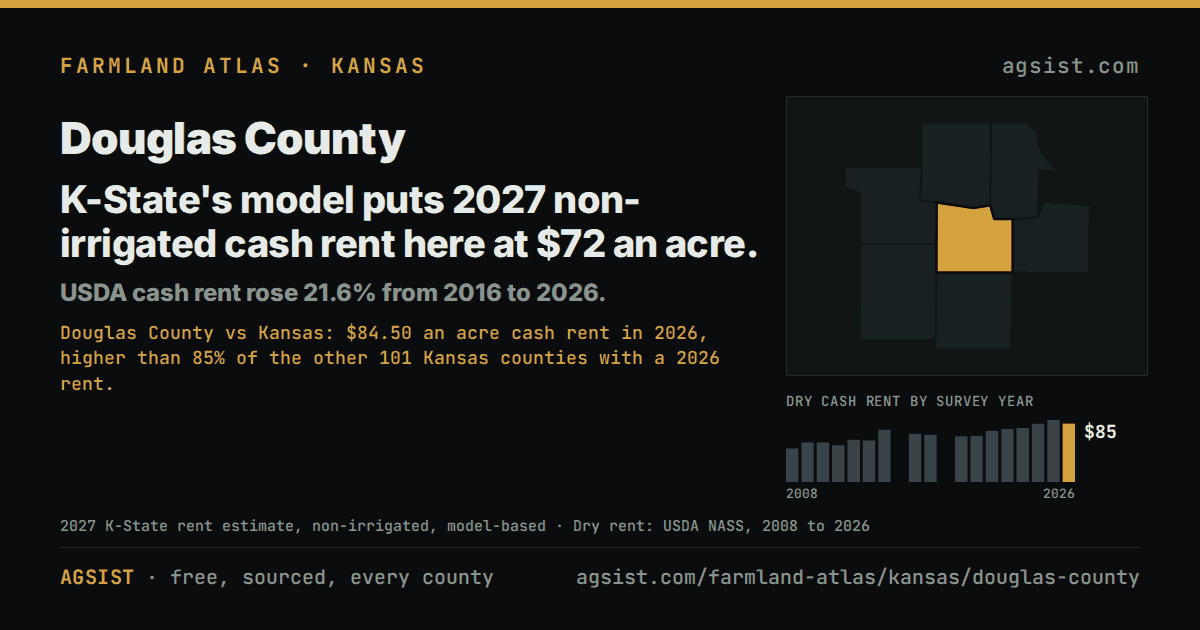 FARMLAND ATLAS · KANSAS
agsist.com
Douglas County
K-State's model puts 2027 non-
irrigated cash rent here at $72 an acre.
USDA cash rent rose 21.6% from 2016 to 2026.
Douglas County vs Kansas: $84.50 an acre cash rent in 2026,
higher than 85% of the other 101 Kansas counties with a 2026
rent.
DRY CASH RENT BY SURVEY YEAR
$85
2008
2026
2027 K-State rent estimate, non-irrigated, model-based · Dry rent: USDA NASS, 2008 to 2026
AGSIST · free, sourced, every county
agsist.com/farmland-atlas/kansas/douglas-county